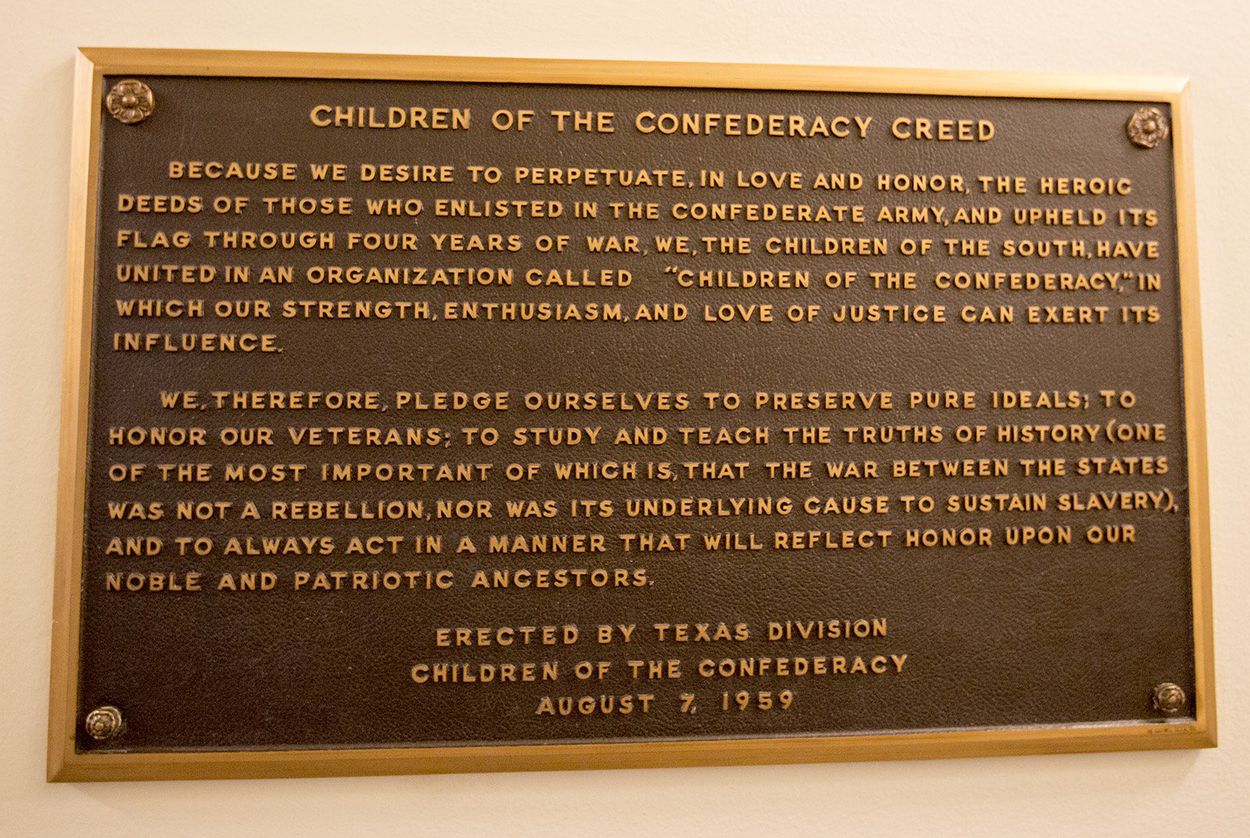 CHILDREN OF THE CONFEDERACY CREED
BECAUSE WE DESIRE TO PERPETUATE, IN LOVE AND HONOR, THE HEROIC
DEEDS OF THOSE WHO ENLISTED IN THE CONFEDERATE ARMY, AND UPHELD ITS
FLAG THROUGH FOUR YEARS OF WAR, WE, THE CHILDREN OF THE SOUTH, HAVE
UNITED IN AN ORGANIZATION CALLED "CHILDREN OF THE CONFEDERACY," IN
WHICH OUR STRENGTH, ENTHUSIASM, AND LOVE OF JUSTICE CAN EXERT ITS
INFLUENCE.
WE, THEREFORE, PLEDGE OURSELVES TO PRESERVE PURE IDEALS; TO
HONOR OUR VETERANS; TO STUDY AND TEACH THE TRUTHS OF HISTORY (ONE
OF THE MOST IMPORTANT OF WHICH IS, THAT THE WAR BETWEEN THE STATES
WAS NOT A REBELLION, NOR WAS ITS UNDERLYING CAUSE TO SUSTAIN SLAVERY),
AND TO ALWAYS ACT IN A MANNER THAT WILL REFLECT HONOR UPON OUR
NOBLE AND PATRIOTIC ANCESTORS.
ERECTED BY TEXAS DIVISION
CHILDREN OF THE CONFEDERACY
AUGUST 7, 1959